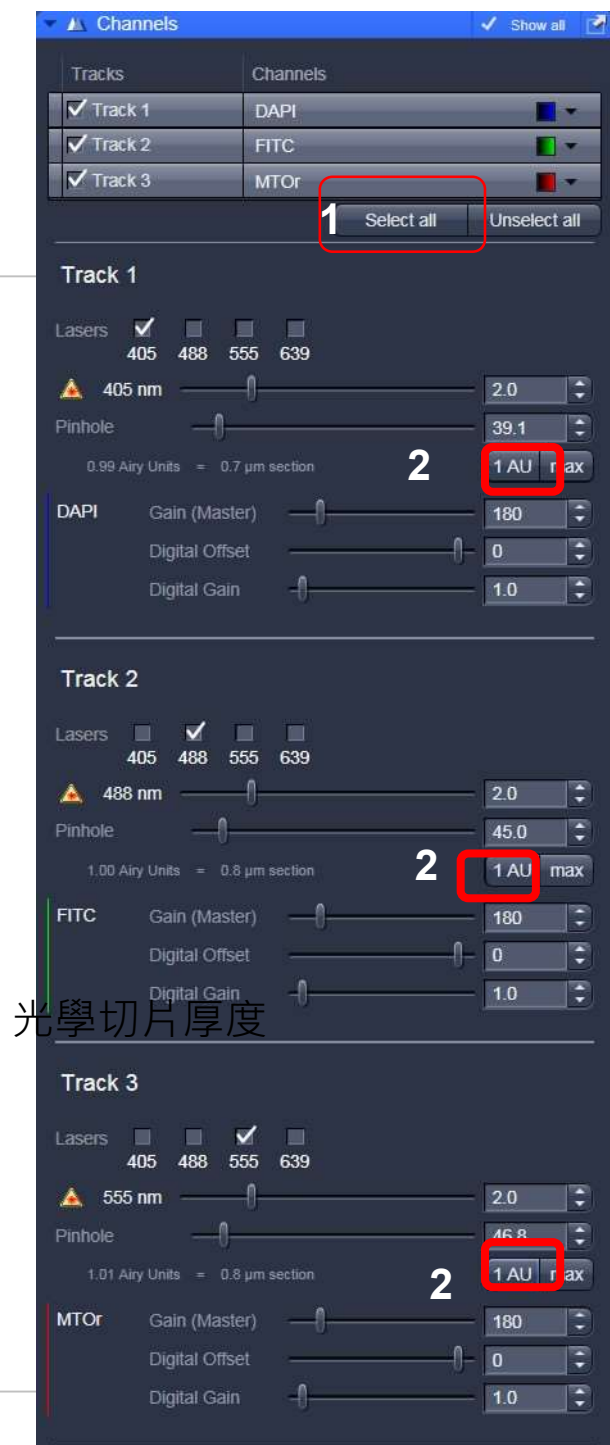 Channels Show all
Tracks Channels
Track 1 DAPI
Track 2 FITC
Track 3 MTOr
1 Select all Unselect all
Track 1
Lasers
405 488 555 639
405 nm 2.0
Pinhole 39.1
0.99 Airy Units = 0.7 µm section 2 1 AU max
DAPI Gain (Master) 180
Digital Offset 0
Digital Gain 1.0
Track 2
Lasers
405 488 555 639
488 nm 2.0
Pinhole 45.0
1.00 Airy Units = 0.8 µm section 2 1 AU max
FITC Gain (Master) 180
Digital Offset 0
Digital Gain 1.0
光學切片厚度
Track 3
Lasers
405 488 555 639
555 nm 2.0
Pinhole 46.8
1.01 Airy Units = 0.8 µm section 2 1 AU max
MTOr Gain (Master) 180
Digital Offset 0
Digital Gain 1.0